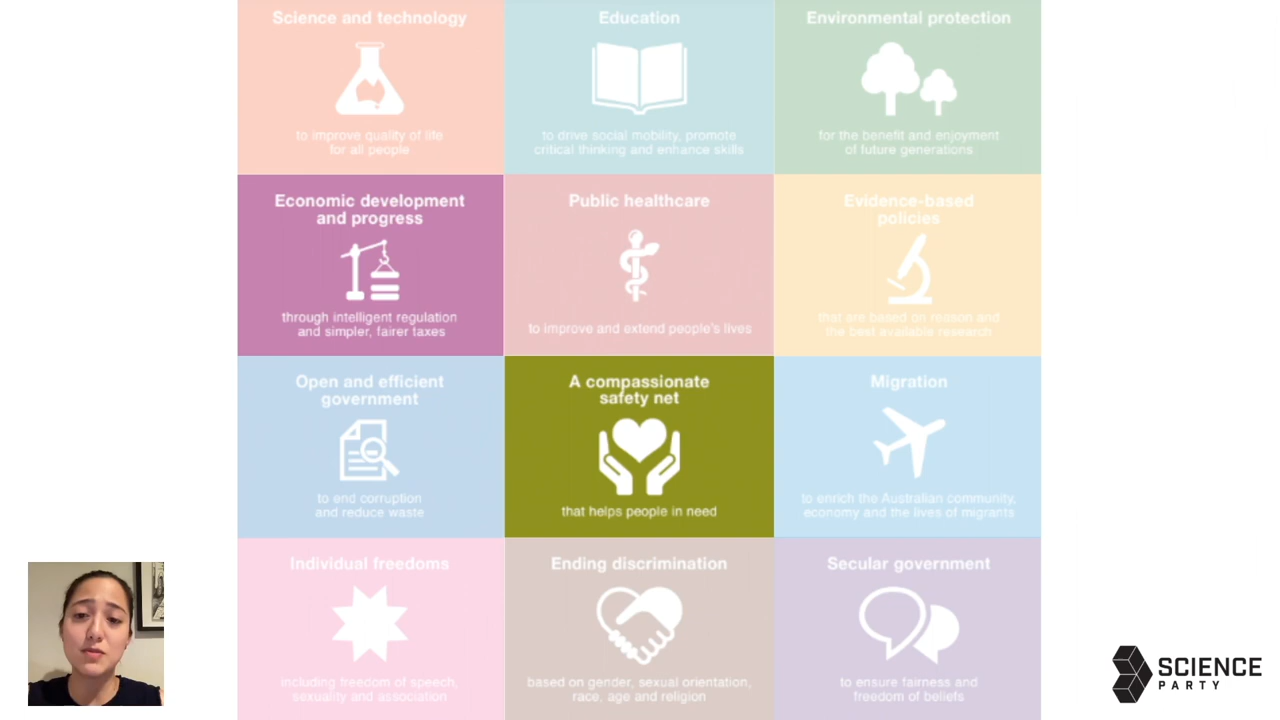 Science and technology
to improve quality of life
for all people
Education
to drive social mobility, promote
critical thinking and enhance skills
Environmental protection
for the benefit and enjoyment
of future generations
Economic development
and progress
through intelligent regulation
and simpler, fairer taxes
Public healthcare
to improve and extend people's lives
Evidence-based
policies
that are based on reason and
the best available research
Open and efficient
government
to end corruption
and reduce waste
A compassionate
safety net
that helps people in need
Migration
to enrich the Australian community,
economy and the lives of migrants
Individual freedoms
including freedom of speech,
sexuality and association
Ending discrimination
based on gender, sexual orientation,
race, age and religion
Secular government
to ensure fairness and
freedom of beliefs
SCIENCE
PARTY